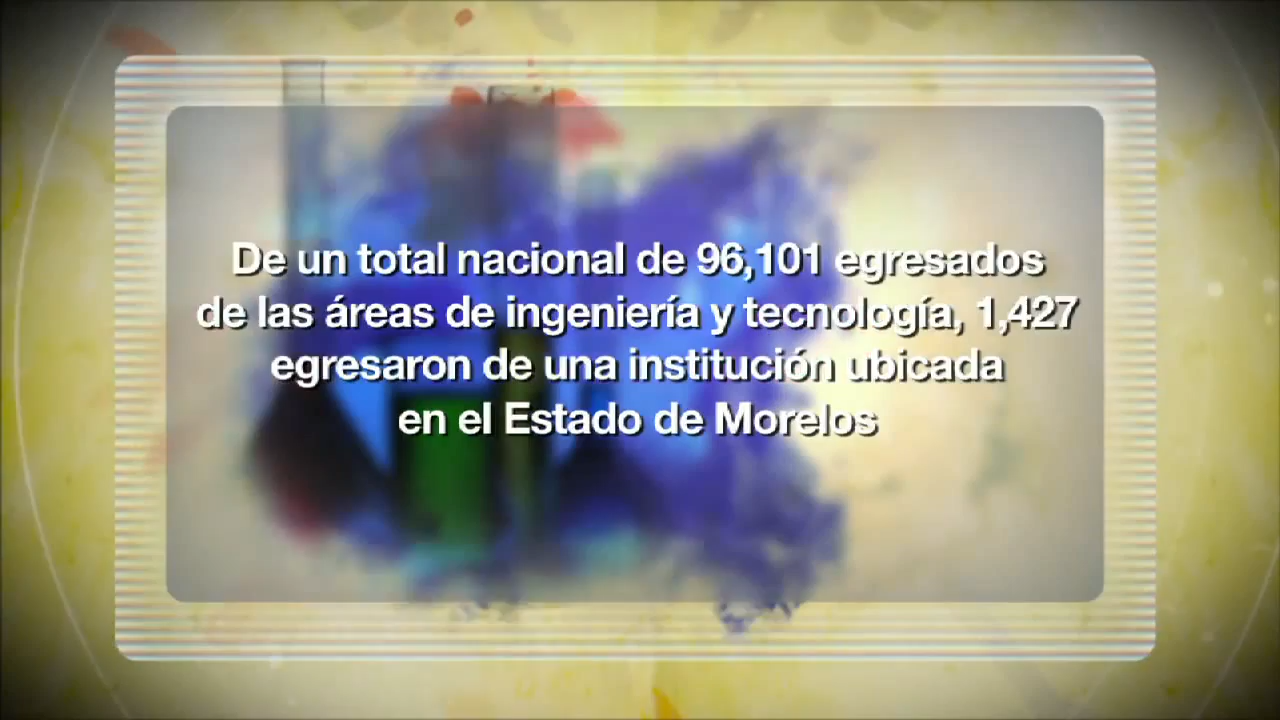 De un total nacional de 96,101 egresados
de las áreas de ingeniería y tecnología, 1,427
egresaron de una institución ubicada
en el Estado de Morelos